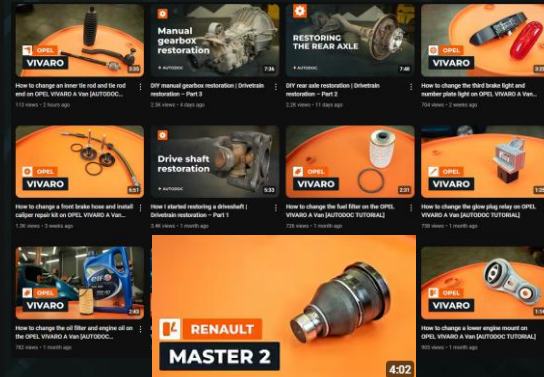 OPEL
VIVARO
3:35
Manual
gearbox
restoration
AUTODOC
7:36
RESTORING
THE REAR AXLE
AUTODOC
7:40
OPEL
VIVARO
How to change an inner tie rod and tie rod
end on OPEL VIVARO A Van [AUTODOC...
113 views • 2 hours ago
DIY manual gearbox restoration | Drivetrain
restoration – Part 3
2.5K views • 4 days ago
DIY rear axle restoration | Drivetrain
restoration – Part 2
2.2K views • 11 days ago
How to change the third brake light and
number plate light on OPEL VIVARO A Van...
704 views • 2 weeks ago
OPEL
VIVARO
6:51
Drive shaft
restoration
AUTODOC
5:33
OPEL
VIVARO
2:31
OPEL
VIVARO
How to change a front brake hose and install
caliper repair kit on OPEL VIVARO A Van...
1.3K views • 3 weeks ago
How I started restoring a driveshaft |
Drivetrain restoration – Part 1
3.4K views • 1 month ago
How to change the fuel filter on the OPEL
VIVARO A Van [AUTODOC TUTORIAL]
726 views • 1 month ago
How to change the glow plug relay on OPEL
VIVARO A Van [AUTODOC TUTORIAL]
738 views • 1 month ago
elf
OPEL
VIVARO
2:43
RENAULT
MASTER 2
4:02
OPEL
VIVARO
1:14
How to change the oil filter and engine oil on
the OPEL VIVARO A Van [AUTODOC...
782 views • 1 month ago
How to change a lower engine mount on
OPEL VIVARO A Van [AUTODOC TUTORIAL]
905 views • 1 month ago